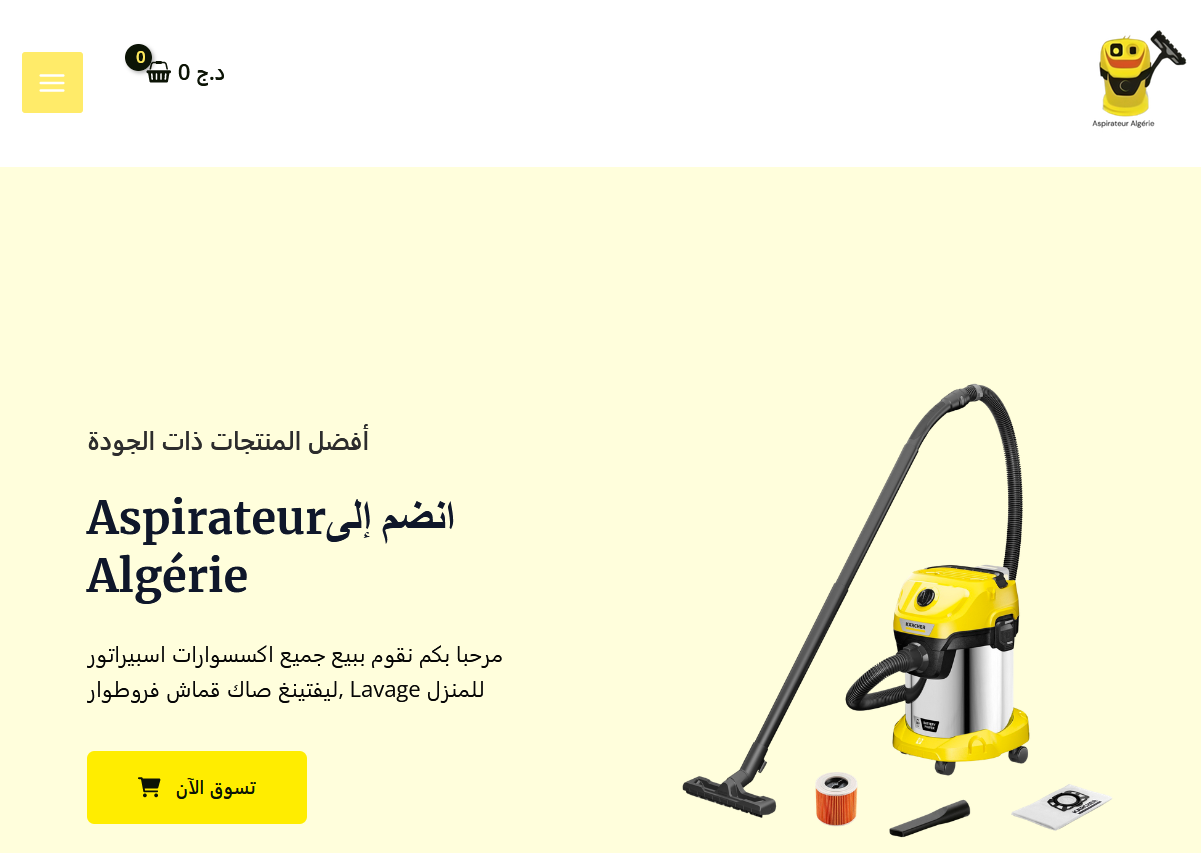 0
0 د.ج
Aspirateur Algérie
أفضل المنتجات ذات الجودة
انضم إلىAspirateur
Algérie
مرحبا بكم نقوم ببيع جميع اكسسوارات اسبيراتور
للمنزل Lavage ,ليفتينغ صاك قماش فروطوار
تسوق الآن
KÄRCHER
KÄRCHER